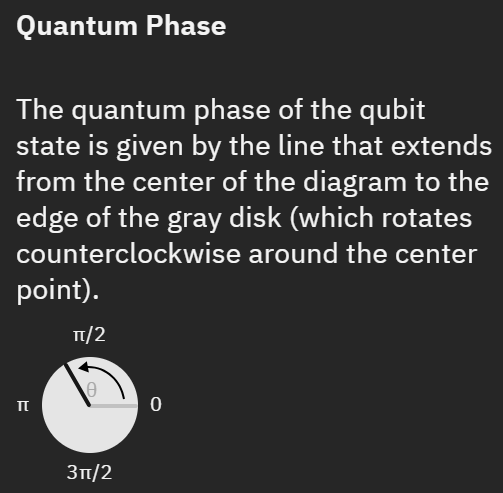 Quantum Phase
The quantum phase of the qubit
state is given by the line that extends
from the center of the diagram to the
edge of the gray disk (which rotates
counterclockwise around the center
point).
π/2
θ
π
0
3π/2